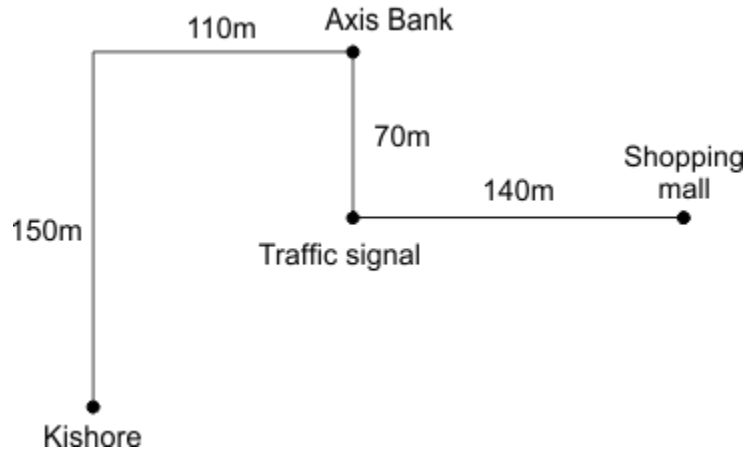 Axis Bank
110m
70m
Shopping
mall
140m
150m
Traffic signal
Kishore